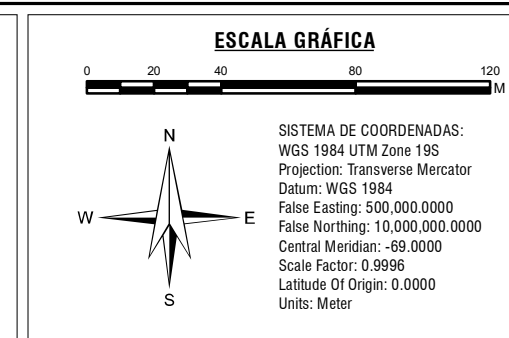 ESCALA GRÁFICA
0 20 40 80 120
M
N
W E
S
SISTEMA DE COORDENADAS:
WGS 1984 UTM Zone 19S
Projection: Transverse Mercator
Datum: WGS 1984
False Easting: 500,000.0000
False Northing: 10,000,000.0000
Central Meridian: -69.0000
Scale Factor: 0.9996
Latitude Of Origin: 0.0000
Units: Meter